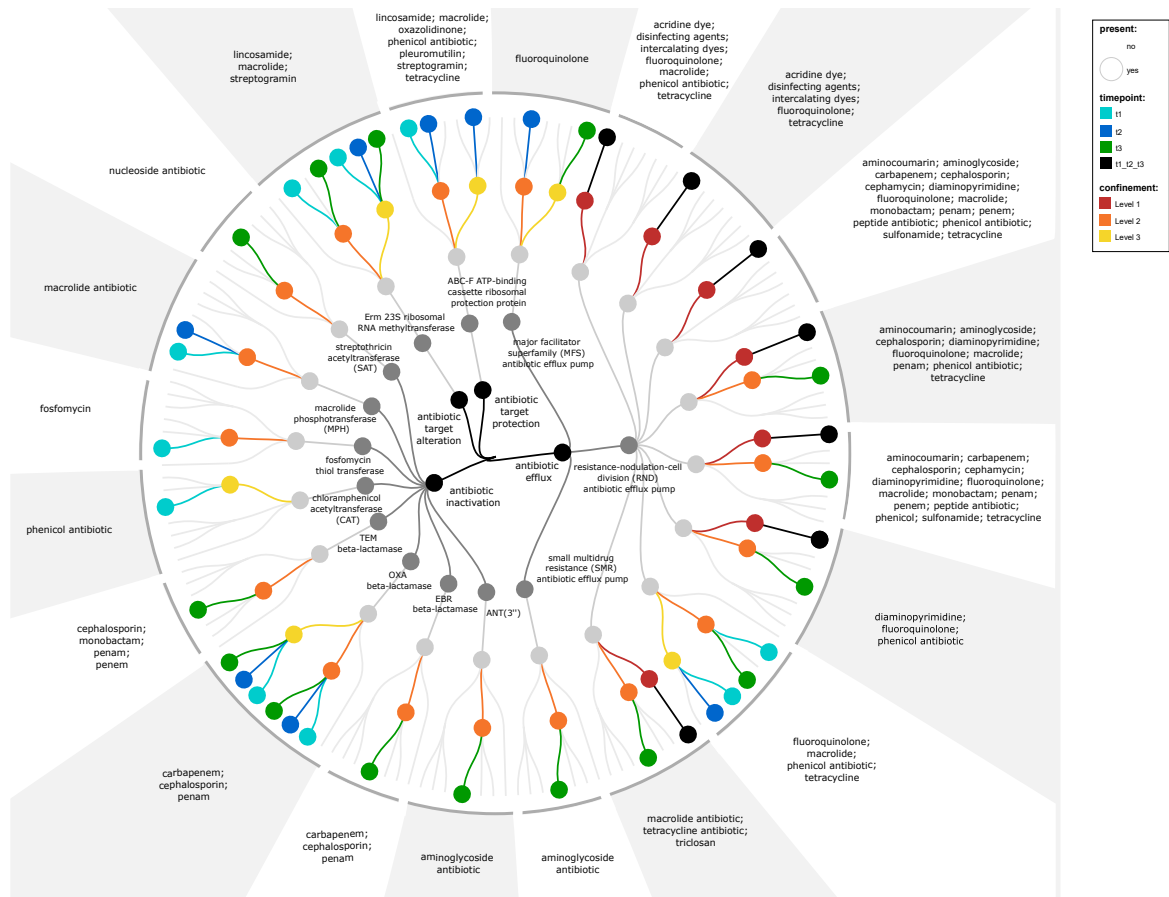 lincosamide; macrolide;
oxazolidinone;
phenicol antibiotic;
pleuromutilin;
streptogramin;
tetracycline
fluoroquinolone
acridine dye;
disinfecting agents;
intercalating dyes;
fluoroquinolone;
macrolide;
phenicol antibiotic;
tetracycline
lincosamide;
macrolide;
streptogramin
acridine dye;
disinfecting agents;
intercalating dyes;
fluoroquinolone;
tetracycline
nucleoside antibiotic
aminocoumarin; aminoglycoside;
carbapenem; cephalosporin;
cephamycin; diaminopyrimidine;
fluoroquinolone; macrolide;
monobactam; penam; penem;
peptide antibiotic; phenicol antibiotic;
sulfonamide; tetracycline
macrolide antibiotic
aminocoumarin; aminoglycoside;
cephalosporin; diaminopyrimidine;
fluoroquinolone; macrolide;
penam; phenicol antibiotic;
tetracycline
fosfomycin
aminocoumarin; carbapenem;
cephalosporin; cephamycin;
diaminopyrimidine; fluoroquinolone;
macrolide; monobactam; penam;
penem; peptide antibiotic;
phenicol; sulfonamide; tetracycline
phenicol antibiotic
diaminopyrimidine;
fluoroquinolone;
phenicol antibiotic
cephalosporin;
monobactam;
penam;
penem
fluoroquinolone;
macrolide;
phenicol antibiotic;
tetracycline
carbapenem;
cephalosporin;
penam
carbapenem;
cephalosporin;
penam
aminoglycoside
antibiotic
aminoglycoside
antibiotic
macrolide antibiotic;
tetracycline antibiotic;
triclosan
ABC-F ATP-binding
cassette ribosomal
protection protein
Erm 23S ribosomal
RNA methyltransferase
streptothricin
acetyltransferase
(SAT)
major facilitator
superfamily (MFS)
antibiotic efflux pump
macrolide
phosphotransferase
(MPH)
antibiotic
target
alteration
antibiotic
target
protection
fosfomycin
thiol transferase
antibiotic
efflux
resistance-nodulation-cell
division (RND)
antibiotic efflux pump
chloramphenicol
acetyltransferase
(CAT)
antibiotic
inactivation
TEM
beta-lactamase
OXA
beta-lactamase
EBR
beta-lactamase
ANT(3'')
small multidrug
resistance (SMR)
antibiotic efflux pump
present:
no
yes
timepoint:
t1
t2
t3
t1_t2_t3
confinement:
Level 1
Level 2
Level 3